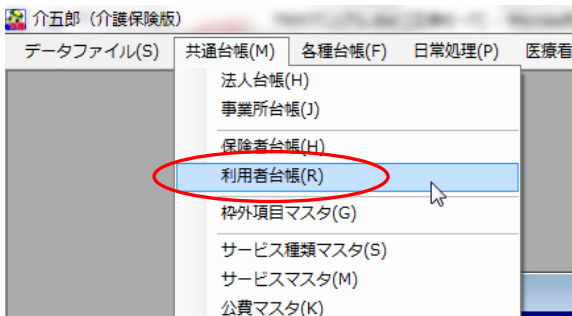 介五郎（介護保険版）
データファイル(S) 共通台帳(M) 各種台帳(F) 日常処理(P) 医療看
法人台帳(H)
事業所台帳(J)
保険者台帳(H)
利用者台帳(R)
枠外項目マスタ(G)
サービス種類マスタ(S)
サービスマスタ(M)
公費マスタ(K)